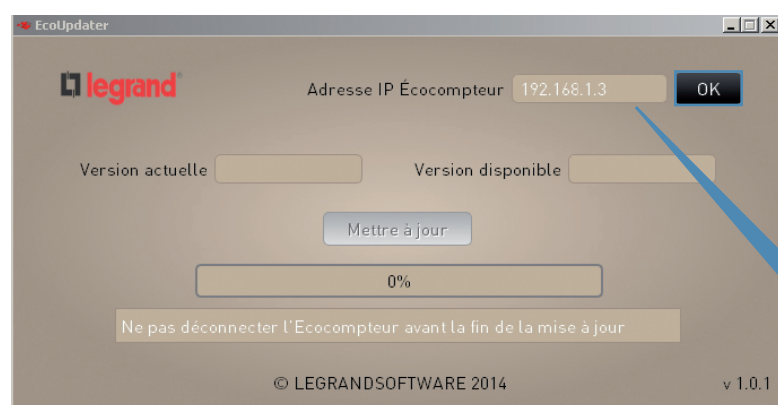 EcoUpdater
legrand®
Adresse IP Écocompteur 192.168.1.3 OK
Version actuelle Version disponible
Mettre à jour
0%
Ne pas déconnecter l'Ecocompteur avant la fin de la mise à jour
© LEGRANDSOFTWARE 2014 v 1.0.1